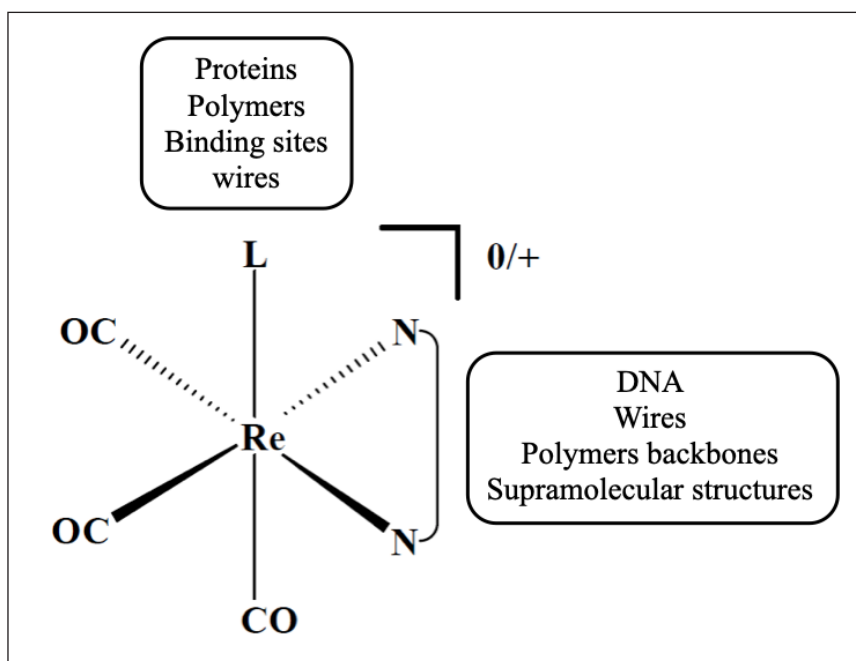 Proteins
Polymers
Binding sites
wires
L
0/+
OC
N
Re
DNA
Wires
Polymers backbones
Supramolecular structures
OC
N
CO